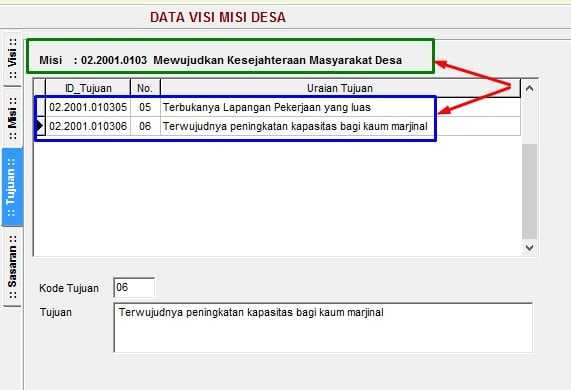 DATA VISI MISI DESA
:: Visi ::
:: Misi ::
:: Tujuan ::
:: Sasaran ::
Misi : 02.2001.0103 Mewujudkan Kesejahteraan Masyarakat Desa
ID_Tujuan No. Uraian Tujuan
02.2001.010305 05 Terbukanya Lapangan Pekerjaan yang luas
02.2001.010306 06 Terwujudnya peningkatan kapasitas bagi kaum marjinal
Kode Tujuan 06
Tujuan Terwujudnya peningkatan kapasitas bagi kaum marjinal